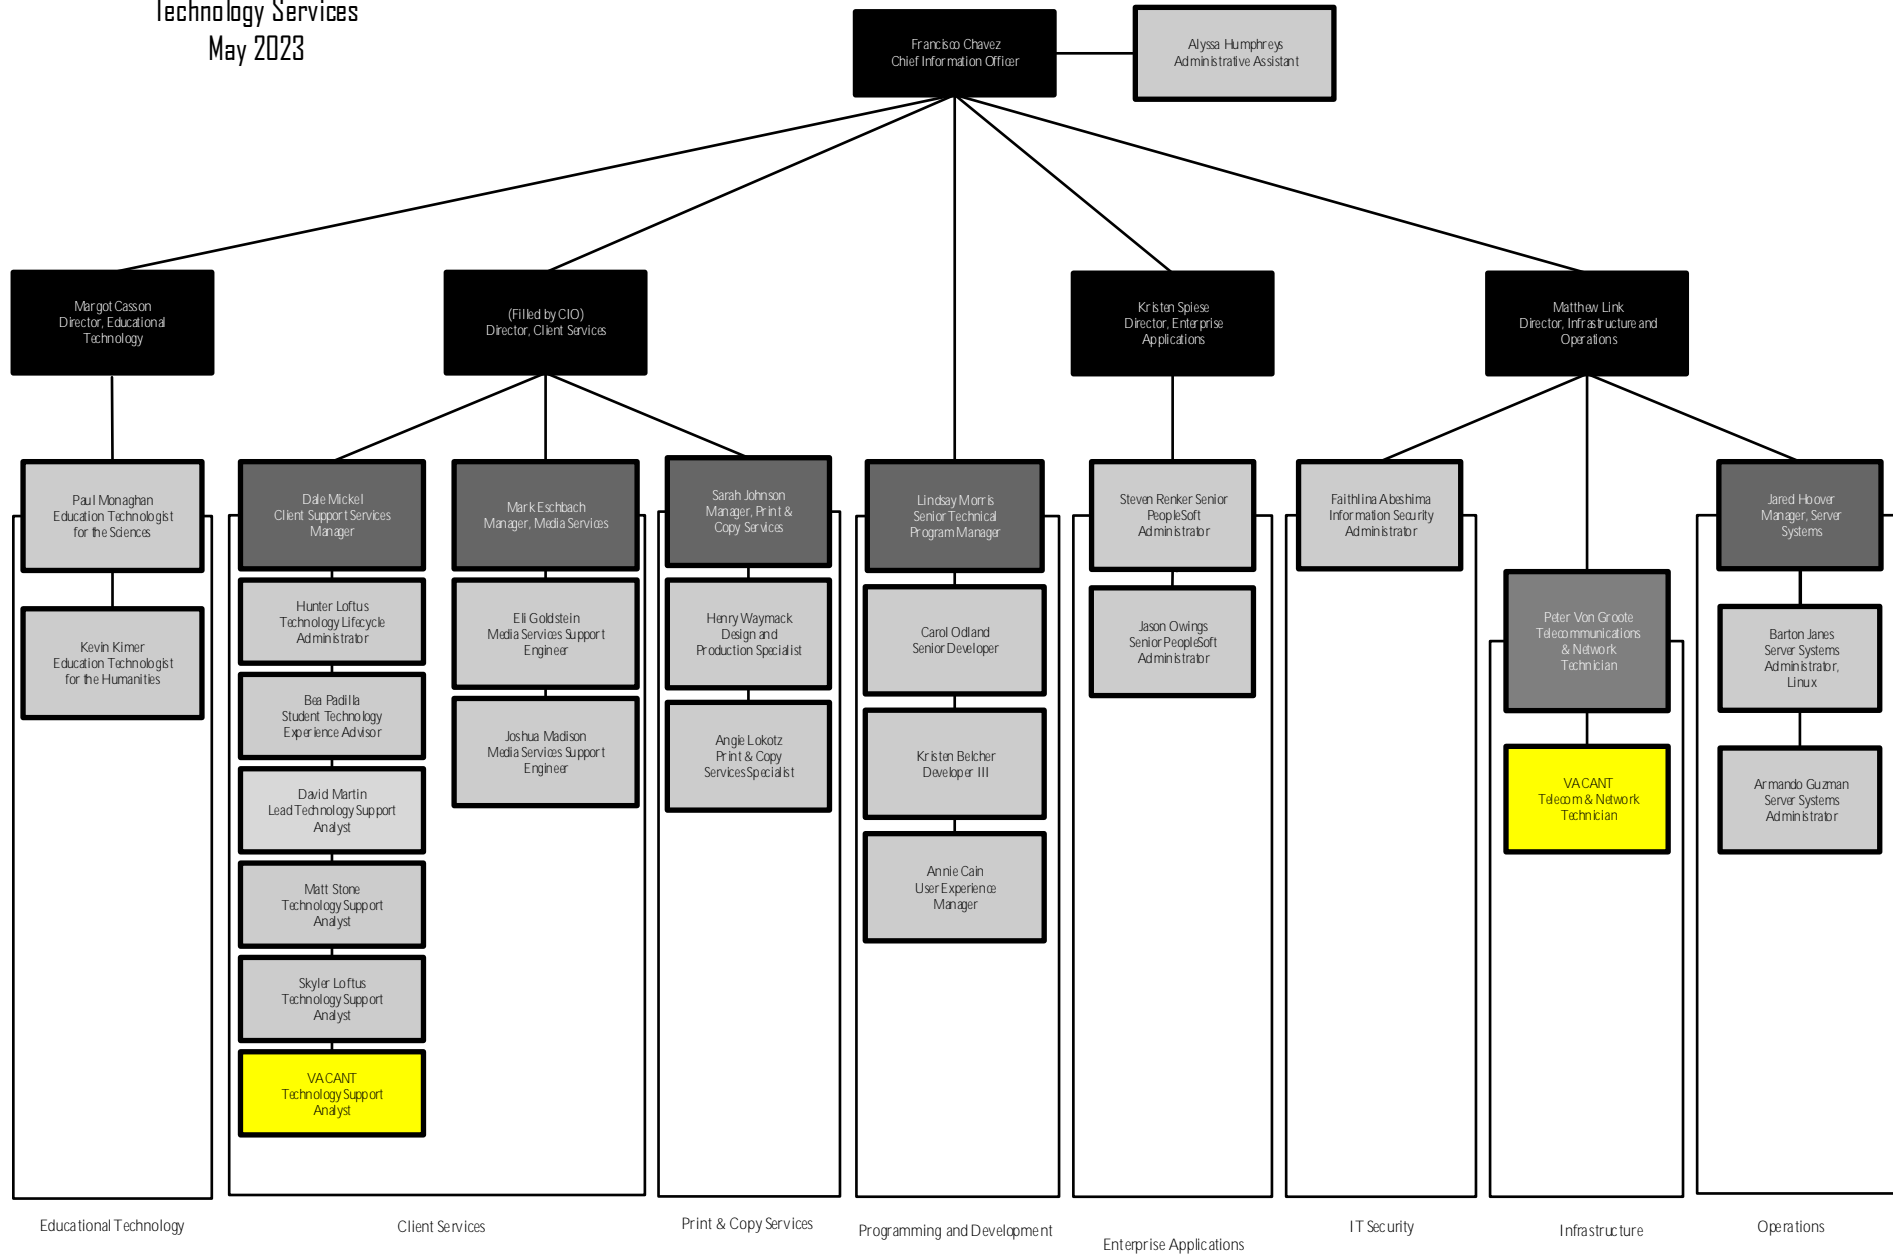 Technology Services
May 2023
Francisco Chavez
Chief Information Officer
Alyssa Humphreys
Administrative Assistant
Margot Casson
Director, Educational
Technology
(Filled by CIO)
Director, Client Services
Kristen Spiese
Director, Enterprise
Applications
Matthew Link
Director, Infrastructure and
Operations
Paul Monaghan
Education Technologist
for the Sciences
Kevin Kimer
Education Technologist
for the Humanities
Dale Mickel
Client Support Services
Manager
Hunter Loftus
Technology Lifecycle
Administrator
Bea Padilla
Student Technology
Experience Advisor
David Martin
Lead Technology Support
Analyst
Matt Stone
Technology Support
Analyst
Skyler Loftus
Technology Support
Analyst
VACANT
Technology Support
Analyst
Mark Eschbach
Manager, Media Services
Eli Goldstein
Media Services Support
Engineer
Joshua Madison
Media Services Support
Engineer
Sarah Johnson
Manager, Print &
Copy Services
Henry Waymack
Design and
Production Specialist
Angie Lokotz
Print & Copy
Services Specialist
Lindsay Morris
Senior Technical
Program Manager
Carol Odland
Senior Developer
Kristen Belcher
Developer III
Annie Cain
User Experience
Manager
Steven Renker Senior
PeopleSoft
Administrator
Jason Owings
Senior PeopleSoft
Administrator
Faithlina Abeshima
Information Security
Administrator
Peter Von Groote
Telecommunications
& Network
Technician
VACANT
Telecom & Network
Technician
Jared Hoover
Manager, Server
Systems
Barton Janes
Server Systems
Administrator,
Linux
Armando Guzman
Server Systems
Administrator
Educational Technology
Client Services
Print & Copy Services
Programming and Development
Enterprise Applications
IT Security
Infrastructure
Operations